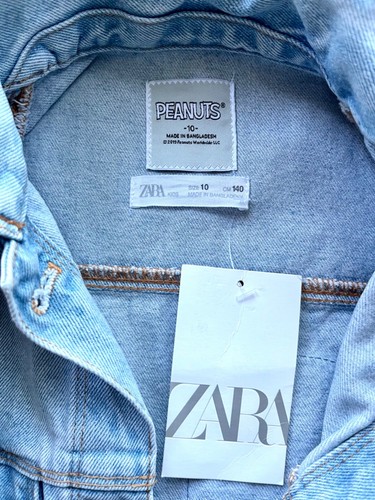 PEANUTS®
-10-
MADE IN BANGLADESH
© 2019 Peanuts Worldwide LLC
ZARA KIDS SIZE 10 CM 140
MADE IN BANGLADESH
ZARA